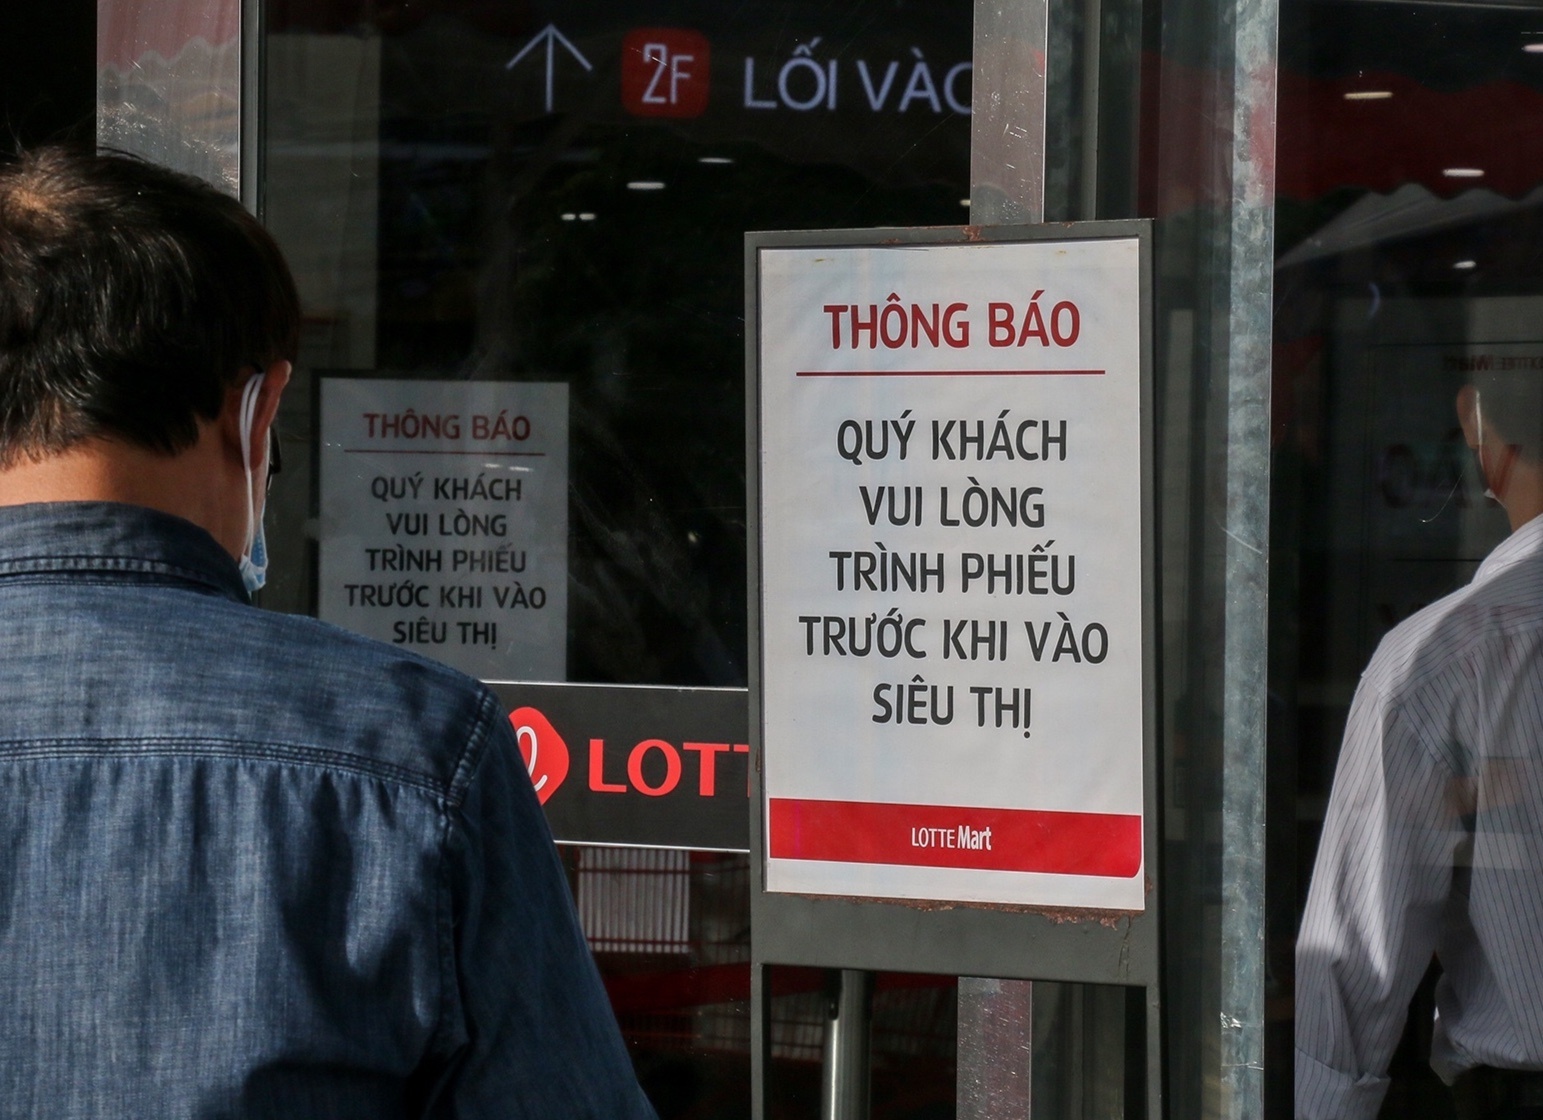 2F LỐI VÀO
THÔNG BÁO
QUÝ KHÁCH
VUI LÒNG
TRÌNH PHIẾU
TRƯỚC KHI VÀO
SIÊU THỊ
LOTTE Mart
THÔNG BÁO
QUÝ KHÁCH
VUI LÒNG
TRÌNH PHIẾU
TRƯỚC KHI VÀO
SIÊU THỊ
LOTT